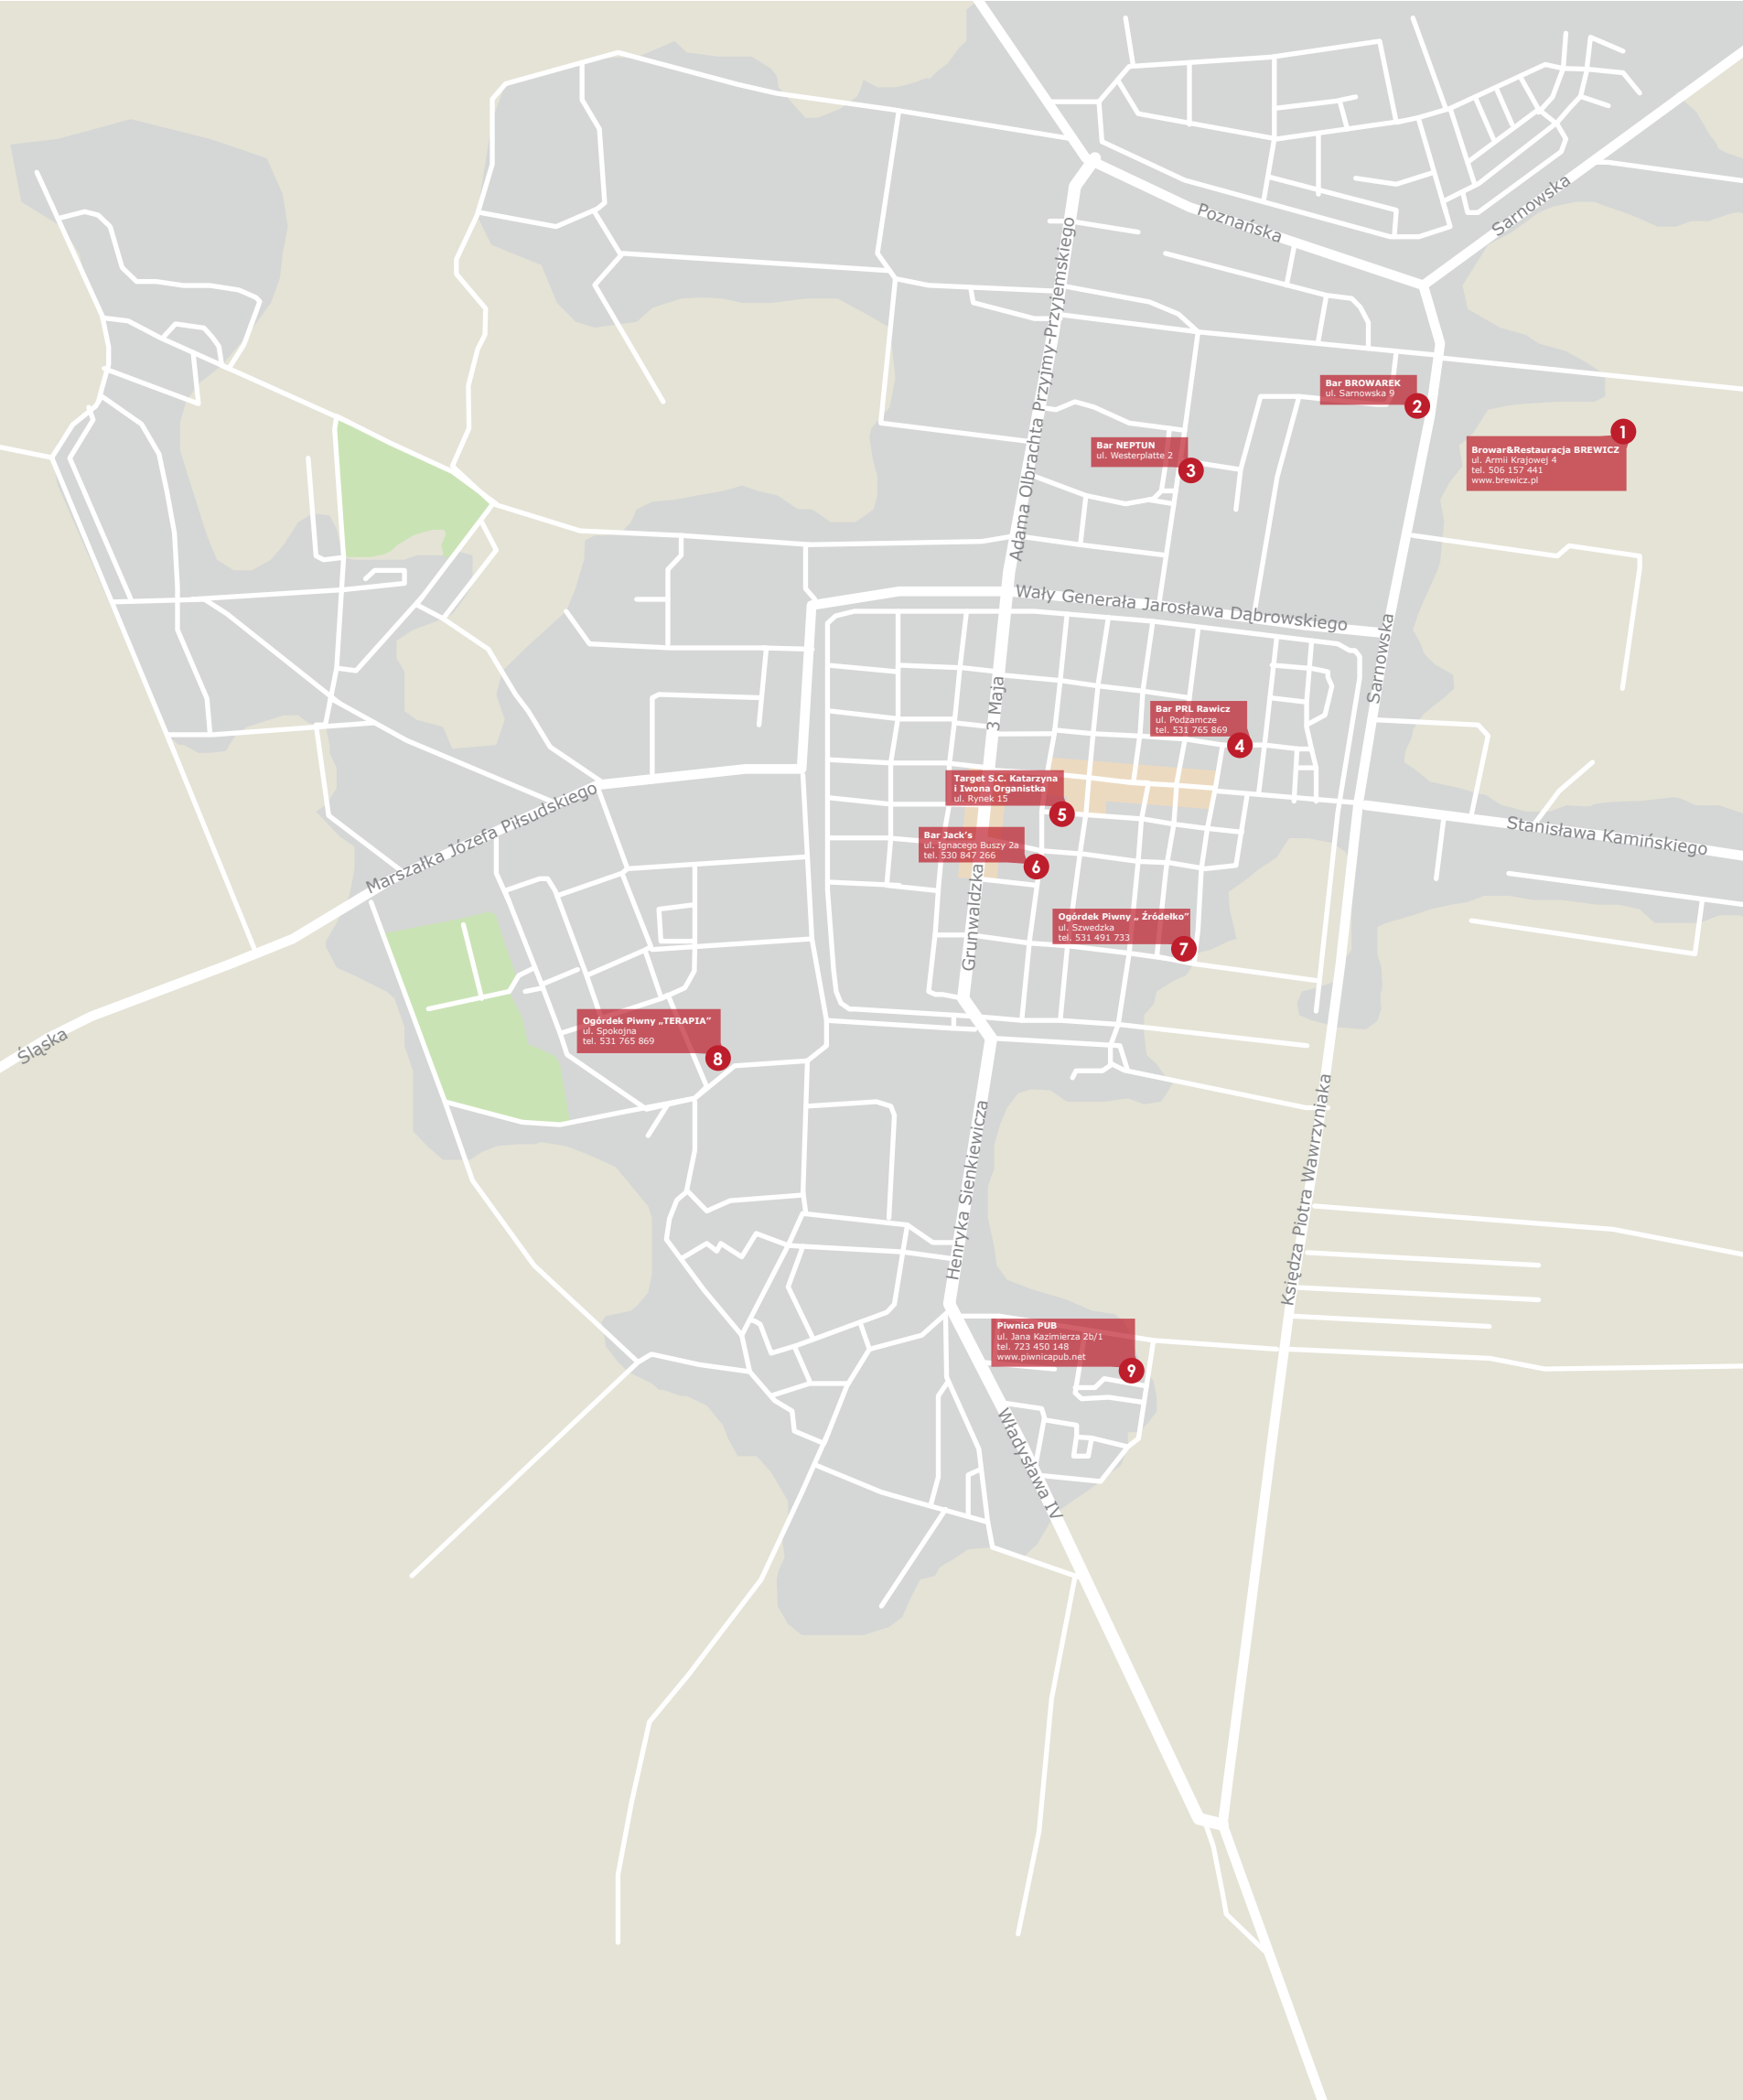 Poznańska
Sarnowska
Adama Olbrachta Przyjmy-Przyjemskiego
Bar BROWAREK
ul. Sarnowska 9
2
1
Browar&Restauracja BREWICZ
ul. Armii Krajowej 4
tel. 506 157 441
www.brewicz.pl
Bar NEPTUN
ul. Westerplatte 2
3
Wały Generała Jarosława Dąbrowskiego
Sarnowska
3 Maja
Bar PRL Rawicz
ul. Podzamcze
tel. 531 765 869
4
Target S.C. Katarzyna
i Iwona Organistka
ul. Rynek 15
5
Marszałka Józefa Piłsudskiego
Stanisława Kamińskiego
Bar Jack’s
ul. Ignacego Buszy 2a
tel. 530 847 266
6
Grunwaldzka
Ogórdek Piwny „ Źródełko”
ul. Szwedzka
tel. 531 491 733
7
Śląska
Ogórdek Piwny „TERAPIA”
ul. Spokojna
tel. 531 765 869
8
Henryka Sienkiewicza
Księdza Piotra Wawrzyniaka
Piwnica PUB
ul. Jana Kazimierza 2b/1
tel. 723 450 148
www.piwnicapub.net
9
Władysława IV